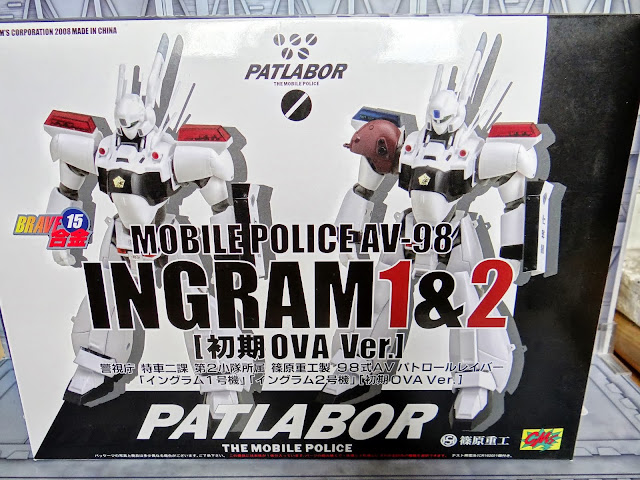 M'S CORPORATION 2008 MADE IN CHINA
PATLABOR
THE MOBILE POLICE
BRAVE 合金 15
MOBILE POLICE AV-98
INGRAM 1&2
[初期OVA Ver.]
警視庁 特車二課 第2小隊所属 篠原重工製 98式AVパトロールレイバー
「イングラム1号機」「イングラム2号機」[初期OVA Ver.]
PATLABOR
THE MOBILE POLICE
篠原重工
CM's